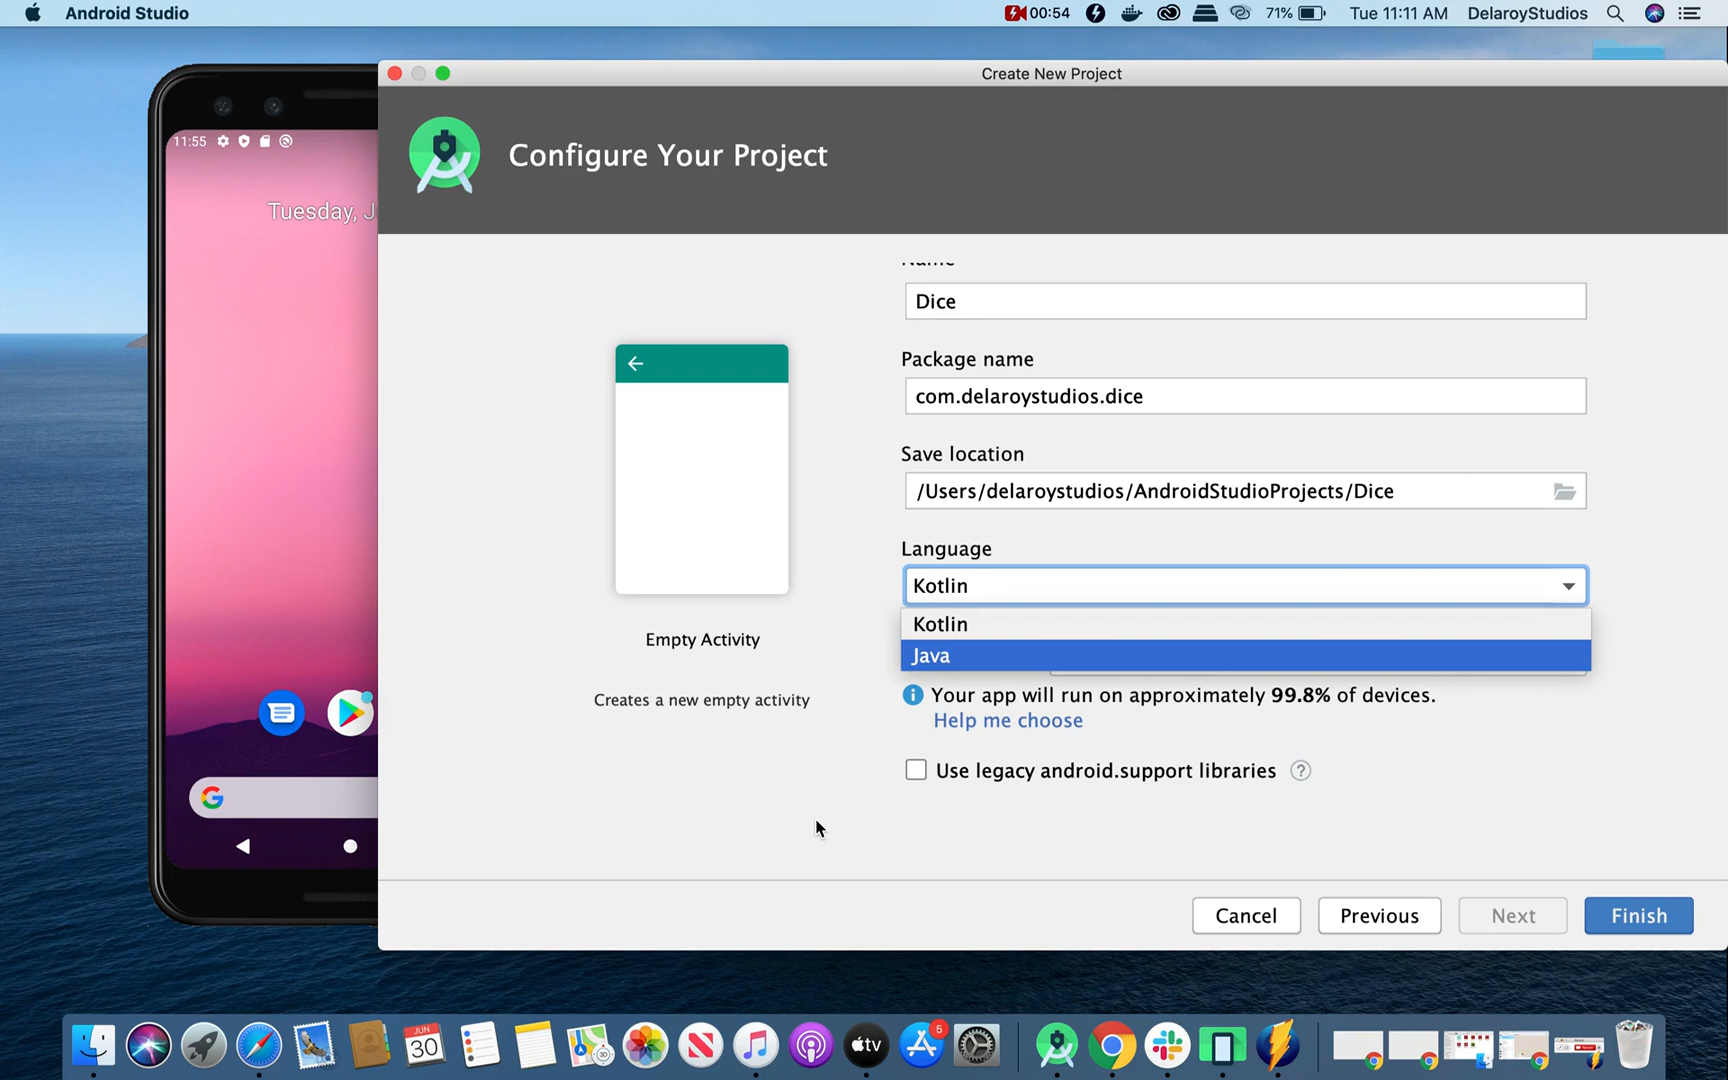 Android Studio
00:54
71%
Tue 11:11 AM
DelaroyStudios
Create New Project
Configure Your Project
11:55
Tuesday, J
Name
Dice
Package name
com.delaroystudios.dice
Save location
/Users/delaroystudios/AndroidStudioProjects/Dice
Language
Kotlin
Kotlin
Java
Empty Activity
Creates a new empty activity
Your app will run on approximately 99.8% of devices.
Help me choose
Use legacy android.support libraries
?
Cancel
Previous
Next
Finish
JUN
30
3D
tv
5